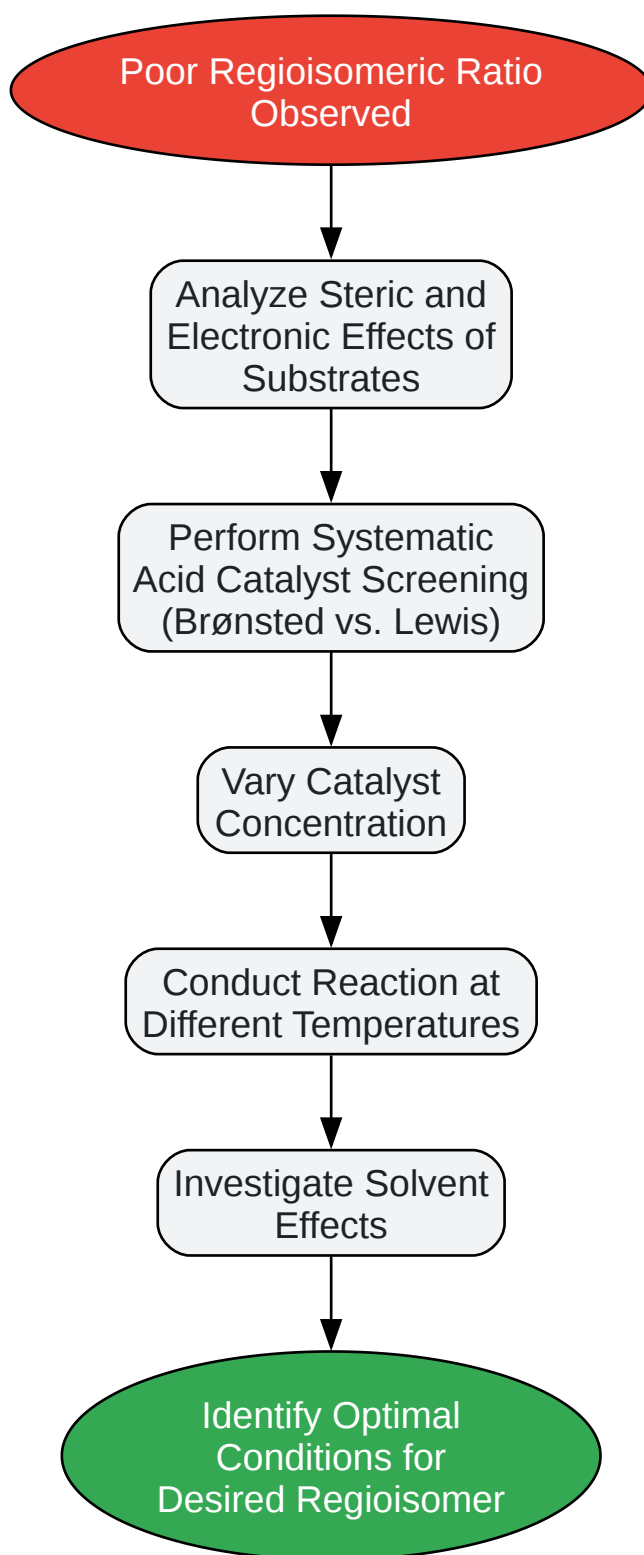 Poor Regioisomeric Ratio
Observed
Analyze Steric and
Electronic Effects of
Substrates
Perform Systematic
Acid Catalyst Screening
(Brønsted vs. Lewis)
Vary Catalyst
Concentration
Conduct Reaction at
Different Temperatures
Investigate Solvent
Effects
Identify Optimal
Conditions for
Desired Regioisomer